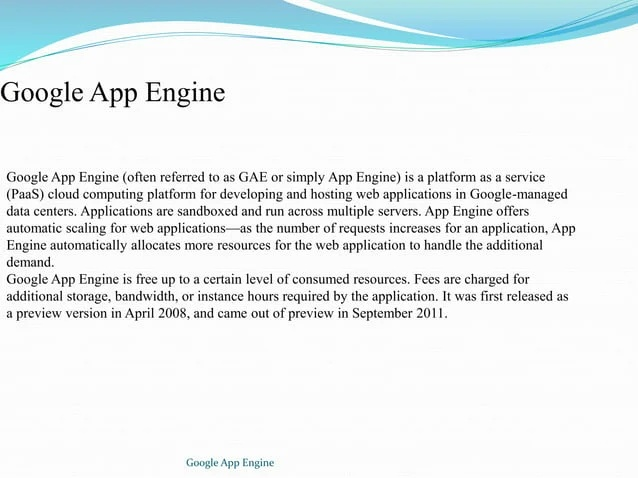 Google App Engine
Google App Engine (often referred to as GAE or simply App Engine) is a platform as a service
(PaaS) cloud computing platform for developing and hosting web applications in Google-managed
data centers. Applications are sandboxed and run across multiple servers. App Engine offers
automatic scaling for web applications—as the number of requests increases for an application, App
Engine automatically allocates more resources for the web application to handle the additional
demand.
Google App Engine is free up to a certain level of consumed resources. Fees are charged for
additional storage, bandwidth, or instance hours required by the application. It was first released as
a preview version in April 2008, and came out of preview in September 2011.
Google App Engine